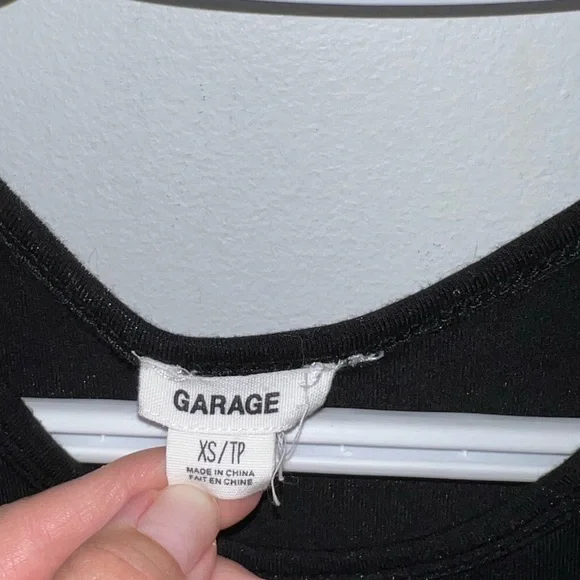 GARAGE
XS/TP
MADE IN CHINA
FAIT EN CHINE